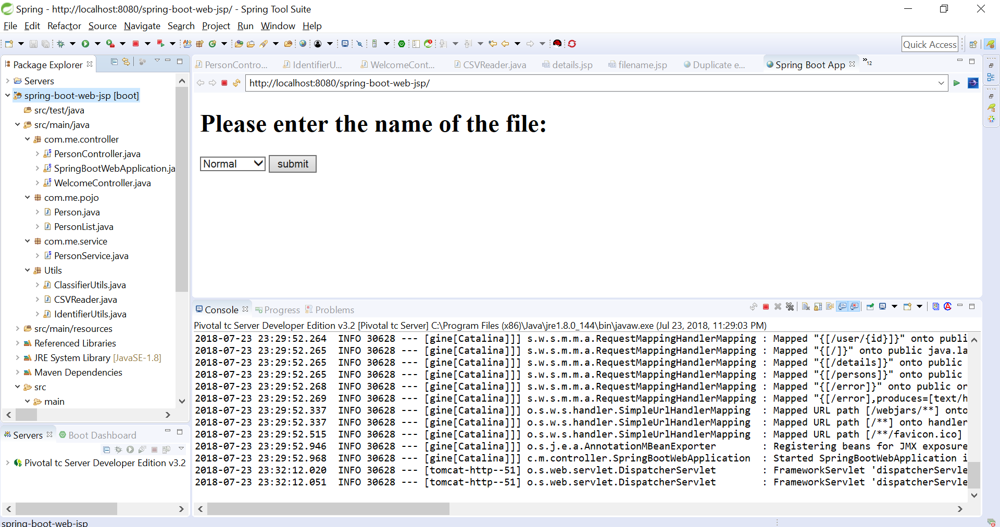 Spring - http://localhost:8080/spring-boot-web-jsp/ - Spring Tool Suite
File Edit Refactor Source Navigate Search Project Run Window Help
Quick Access
Package Explorer
Servers
spring-boot-web-jsp [boot]
src/test/java
src/main/java
com.me.controller
PersonController.java
SpringBootWebApplication.ja
WelcomeController.java
com.me.pojo
Person.java
PersonList.java
com.me.service
PersonService.java
Utils
ClassifierUtils.java
CSVReader.java
IdentifierUtils.java
src/main/resources
Referenced Libraries
JRE System Library [JavaSE-1.8]
Maven Dependencies
src
main
Servers Boot Dashboard
Pivotal tc Server Developer Edition v3.2
PersonContro... IdentifierU... WelcomeCont... CSVReader.java details.jsp filename.jsp Duplicate e... Spring Boot App »12
http://localhost:8080/spring-boot-web-jsp/
Please enter the name of the file:
Normal submit
Console Progress Problems
Pivotal tc Server Developer Edition v3.2 [Pivotal tc Server] C:\Program Files (x86)\Java\jre1.8.0_144\bin\javaw.exe (Jul 23, 2018, 11:29:03 PM)
2018-07-23 23:29:52.264 INFO 30628 --- [gine[Catalina]]] s.w.s.m.m.a.RequestMappingHandlerMapping : Mapped "{[/user/{id}]}" onto publi
2018-07-23 23:29:52.265 INFO 30628 --- [gine[Catalina]]] s.w.s.m.m.a.RequestMappingHandlerMapping : Mapped "{[/]}" onto public java.la
2018-07-23 23:29:52.265 INFO 30628 --- [gine[Catalina]]] s.w.s.m.m.a.RequestMappingHandlerMapping : Mapped "{[/details]}" onto public
2018-07-23 23:29:52.265 INFO 30628 --- [gine[Catalina]]] s.w.s.m.m.a.RequestMappingHandlerMapping : Mapped "{[/persons]}" onto public
2018-07-23 23:29:52.268 INFO 30628 --- [gine[Catalina]]] s.w.s.m.m.a.RequestMappingHandlerMapping : Mapped "{[/error]}" onto public or
2018-07-23 23:29:52.269 INFO 30628 --- [gine[Catalina]]] s.w.s.m.m.a.RequestMappingHandlerMapping : Mapped "{[/error],produces=[text/h
2018-07-23 23:29:52.337 INFO 30628 --- [gine[Catalina]]] o.s.w.s.handler.SimpleUrlHandlerMapping : Mapped URL path [/webjars/**] onto
2018-07-23 23:29:52.337 INFO 30628 --- [gine[Catalina]]] o.s.w.s.handler.SimpleUrlHandlerMapping : Mapped URL path [/**] onto handler
2018-07-23 23:29:52.515 INFO 30628 --- [gine[Catalina]]] o.s.w.s.handler.SimpleUrlHandlerMapping : Mapped URL path [/**/favicon.ico]
2018-07-23 23:29:52.946 INFO 30628 --- [gine[Catalina]]] o.s.j.e.a.AnnotationMBeanExporter : Registering beans for JMX exposure
2018-07-23 23:29:52.968 INFO 30628 --- [gine[Catalina]]] c.m.controller.SpringBootWebApplication : Started SpringBootWebApplication i
2018-07-23 23:32:12.020 INFO 30628 --- [tomcat-http--51] o.s.web.servlet.DispatcherServlet : FrameworkServlet 'dispatcherServle
2018-07-23 23:32:12.051 INFO 30628 --- [tomcat-http--51] o.s.web.servlet.DispatcherServlet : FrameworkServlet 'dispatcherServle
spring-boot-web-jsp